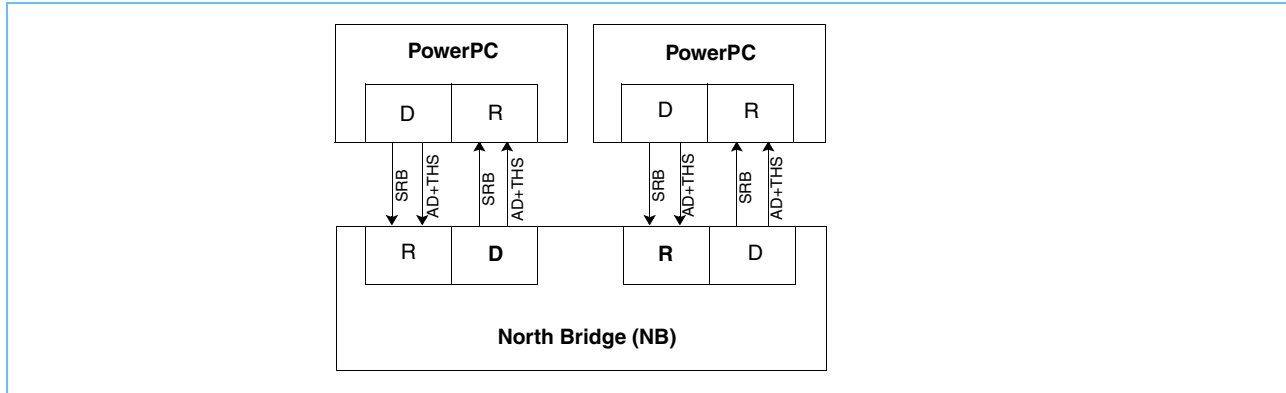 PowerPC
PowerPC
D
R
D
R
SRB
AD+THS
SRB
AD+THS
SRB
AD+THS
SRB
AD+THS
R
D
R
D
North Bridge (NB)